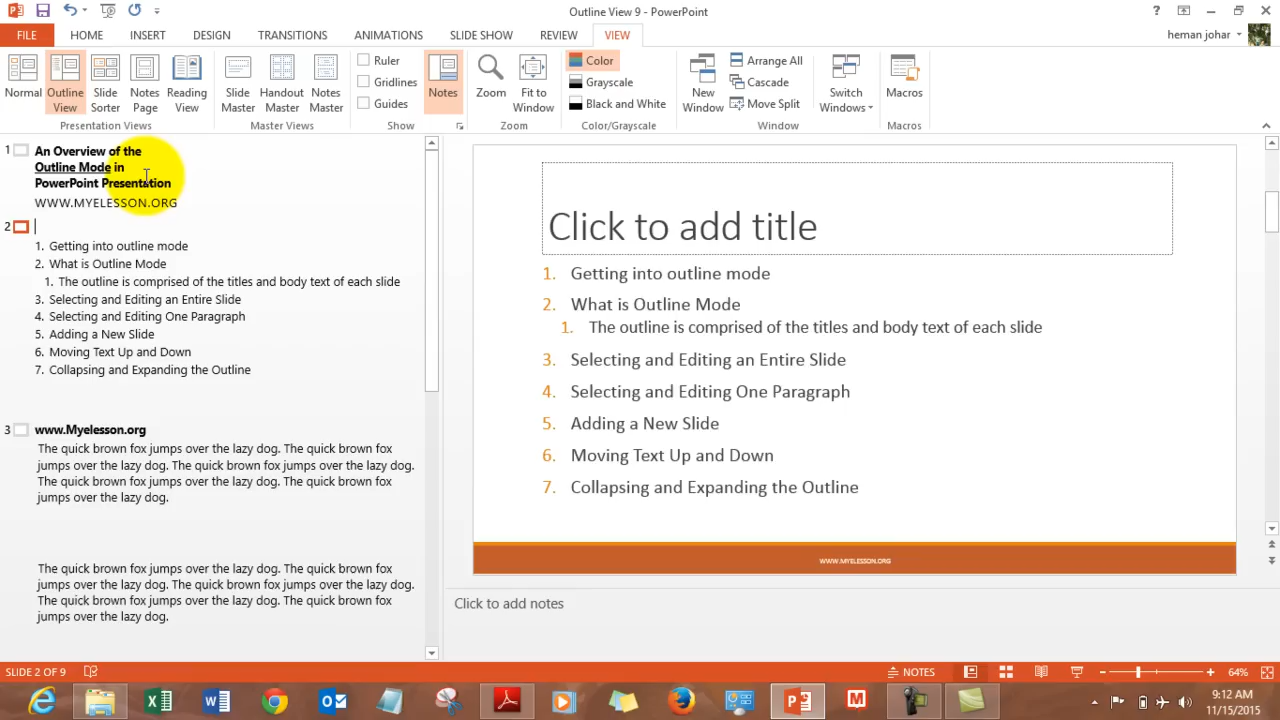 Outline View 9 - PowerPoint
?
FILE HOME INSERT DESIGN TRANSITIONS ANIMATIONS SLIDE SHOW REVIEW VIEW heman johar
Normal
Outline View
Slide Sorter
Notes Page
Reading View
Presentation Views
Slide Master
Handout Master
Notes Master
Master Views
Ruler
Gridlines
Guides
Show
Notes
Zoom
Fit to Window
Zoom
Color
Grayscale
Black and White
Color/Grayscale
New Window
Arrange All
Cascade
Move Split
Switch Windows
Window
Macros
Macros
1 An Overview of the
Outline Mode in
PowerPoint Presentation
WWW.MYELESSON.ORG
2
1. Getting into outline mode
2. What is Outline Mode
1. The outline is comprised of the titles and body text of each slide
3. Selecting and Editing an Entire Slide
4. Selecting and Editing One Paragraph
5. Adding a New Slide
6. Moving Text Up and Down
7. Collapsing and Expanding the Outline
3 www.Myelesson.org
The quick brown fox jumps over the lazy dog. The quick brown fox
jumps over the lazy dog. The quick brown fox jumps over the lazy dog.
The quick brown fox jumps over the lazy dog. The quick brown fox
jumps over the lazy dog.
The quick brown fox jumps over the lazy dog. The quick brown fox
jumps over the lazy dog. The quick brown fox jumps over the lazy dog.
The quick brown fox jumps over the lazy dog. The quick brown fox
jumps over the lazy dog.
Click to add title
1. Getting into outline mode
2. What is Outline Mode
1. The outline is comprised of the titles and body text of each slide
3. Selecting and Editing an Entire Slide
4. Selecting and Editing One Paragraph
5. Adding a New Slide
6. Moving Text Up and Down
7. Collapsing and Expanding the Outline
WWW.MYELESSON.ORG
Click to add notes
SLIDE 2 OF 9 NOTES 64%
9:12 AM
11/15/2015